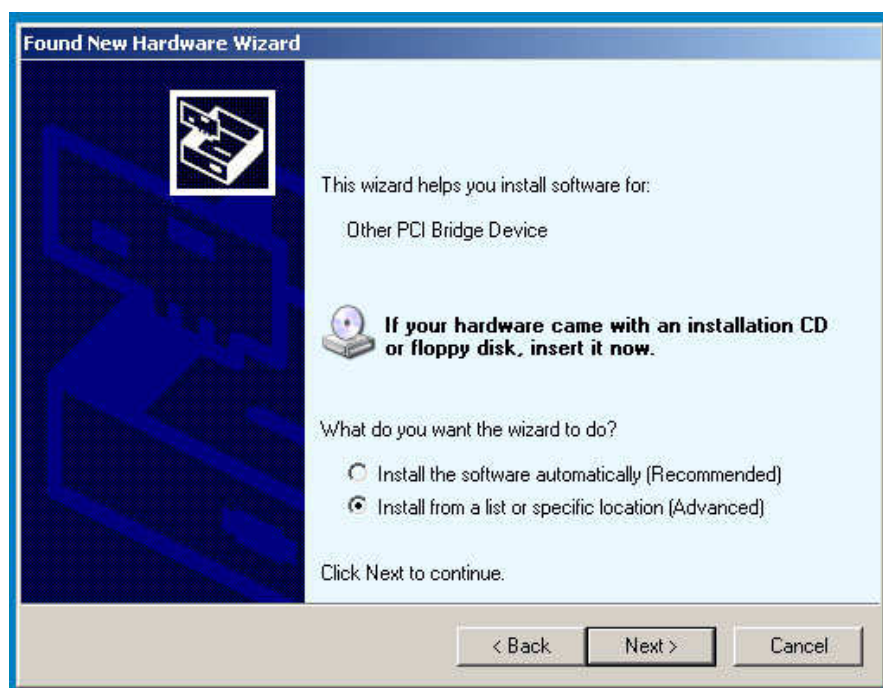 Found New Hardware Wizard
This wizard helps you install software for:
Other PCI Bridge Device
If your hardware came with an installation CD
or floppy disk, insert it now.
What do you want the wizard to do?
Install the software automatically (Recommended)
Install from a list or specific location (Advanced)
Click Next to continue.
< Back Next > Cancel